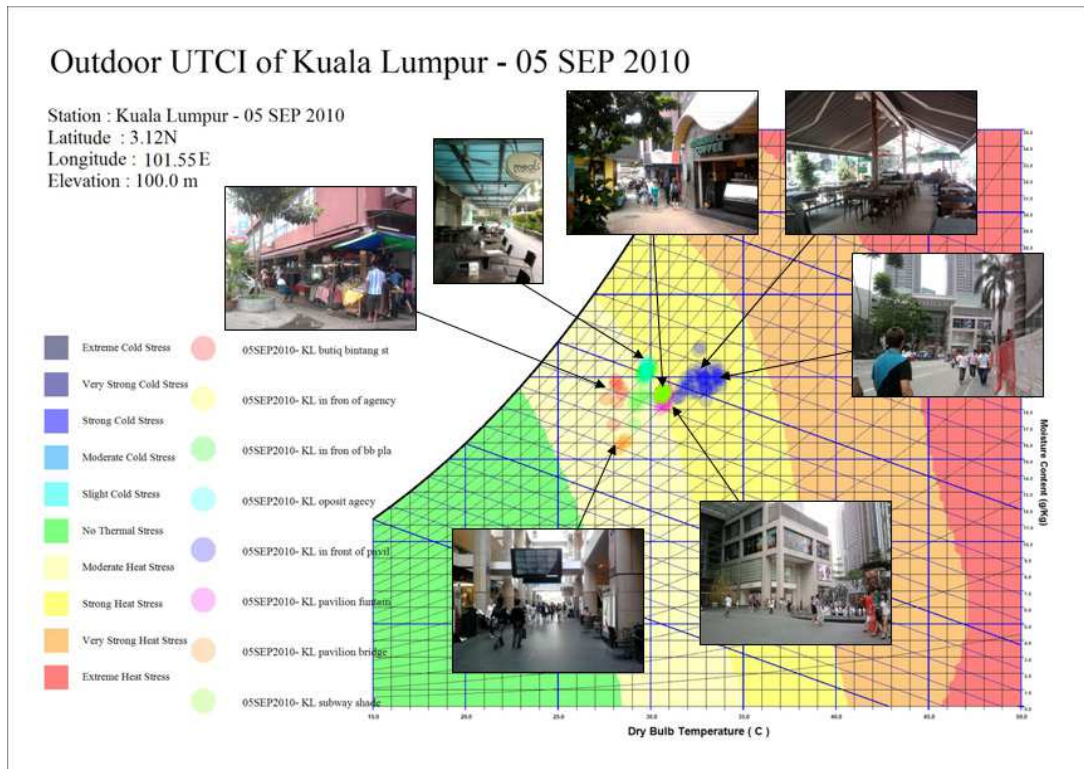 Outdoor UTCI of Kuala Lumpur - 05 SEP 2010
Station : Kuala Lumpur - 05 SEP 2010
Latitude : 3.12N
Longitude : 101.55E
Elevation : 100.0 m
COFFEE
Extreme Cold Stress
Very Strong Cold Stress
Strong Cold Stress
Moderate Cold Stress
Slight Cold Stress
No Thermal Stress
Moderate Heat Stress
Strong Heat Stress
Very Strong Heat Stress
Extreme Heat Stress
05SEP2010- KL butiq bintang st
05SEP2010- KL in fron of agency
05SEP2010- KL in fron of bb pla
05SEP2010- KL oposit agecy
05SEP2010- KL in front of pavil
05SEP2010- KL pavilion funtain
05SEP2010- KL pavilion bridge
05SEP2010- KL subway shade
15.0 20.0 25.0 30.0 35.0 40.0 45.0 50.0
Dry Bulb Temperature ( C )
Moisture Content (g/Kg)